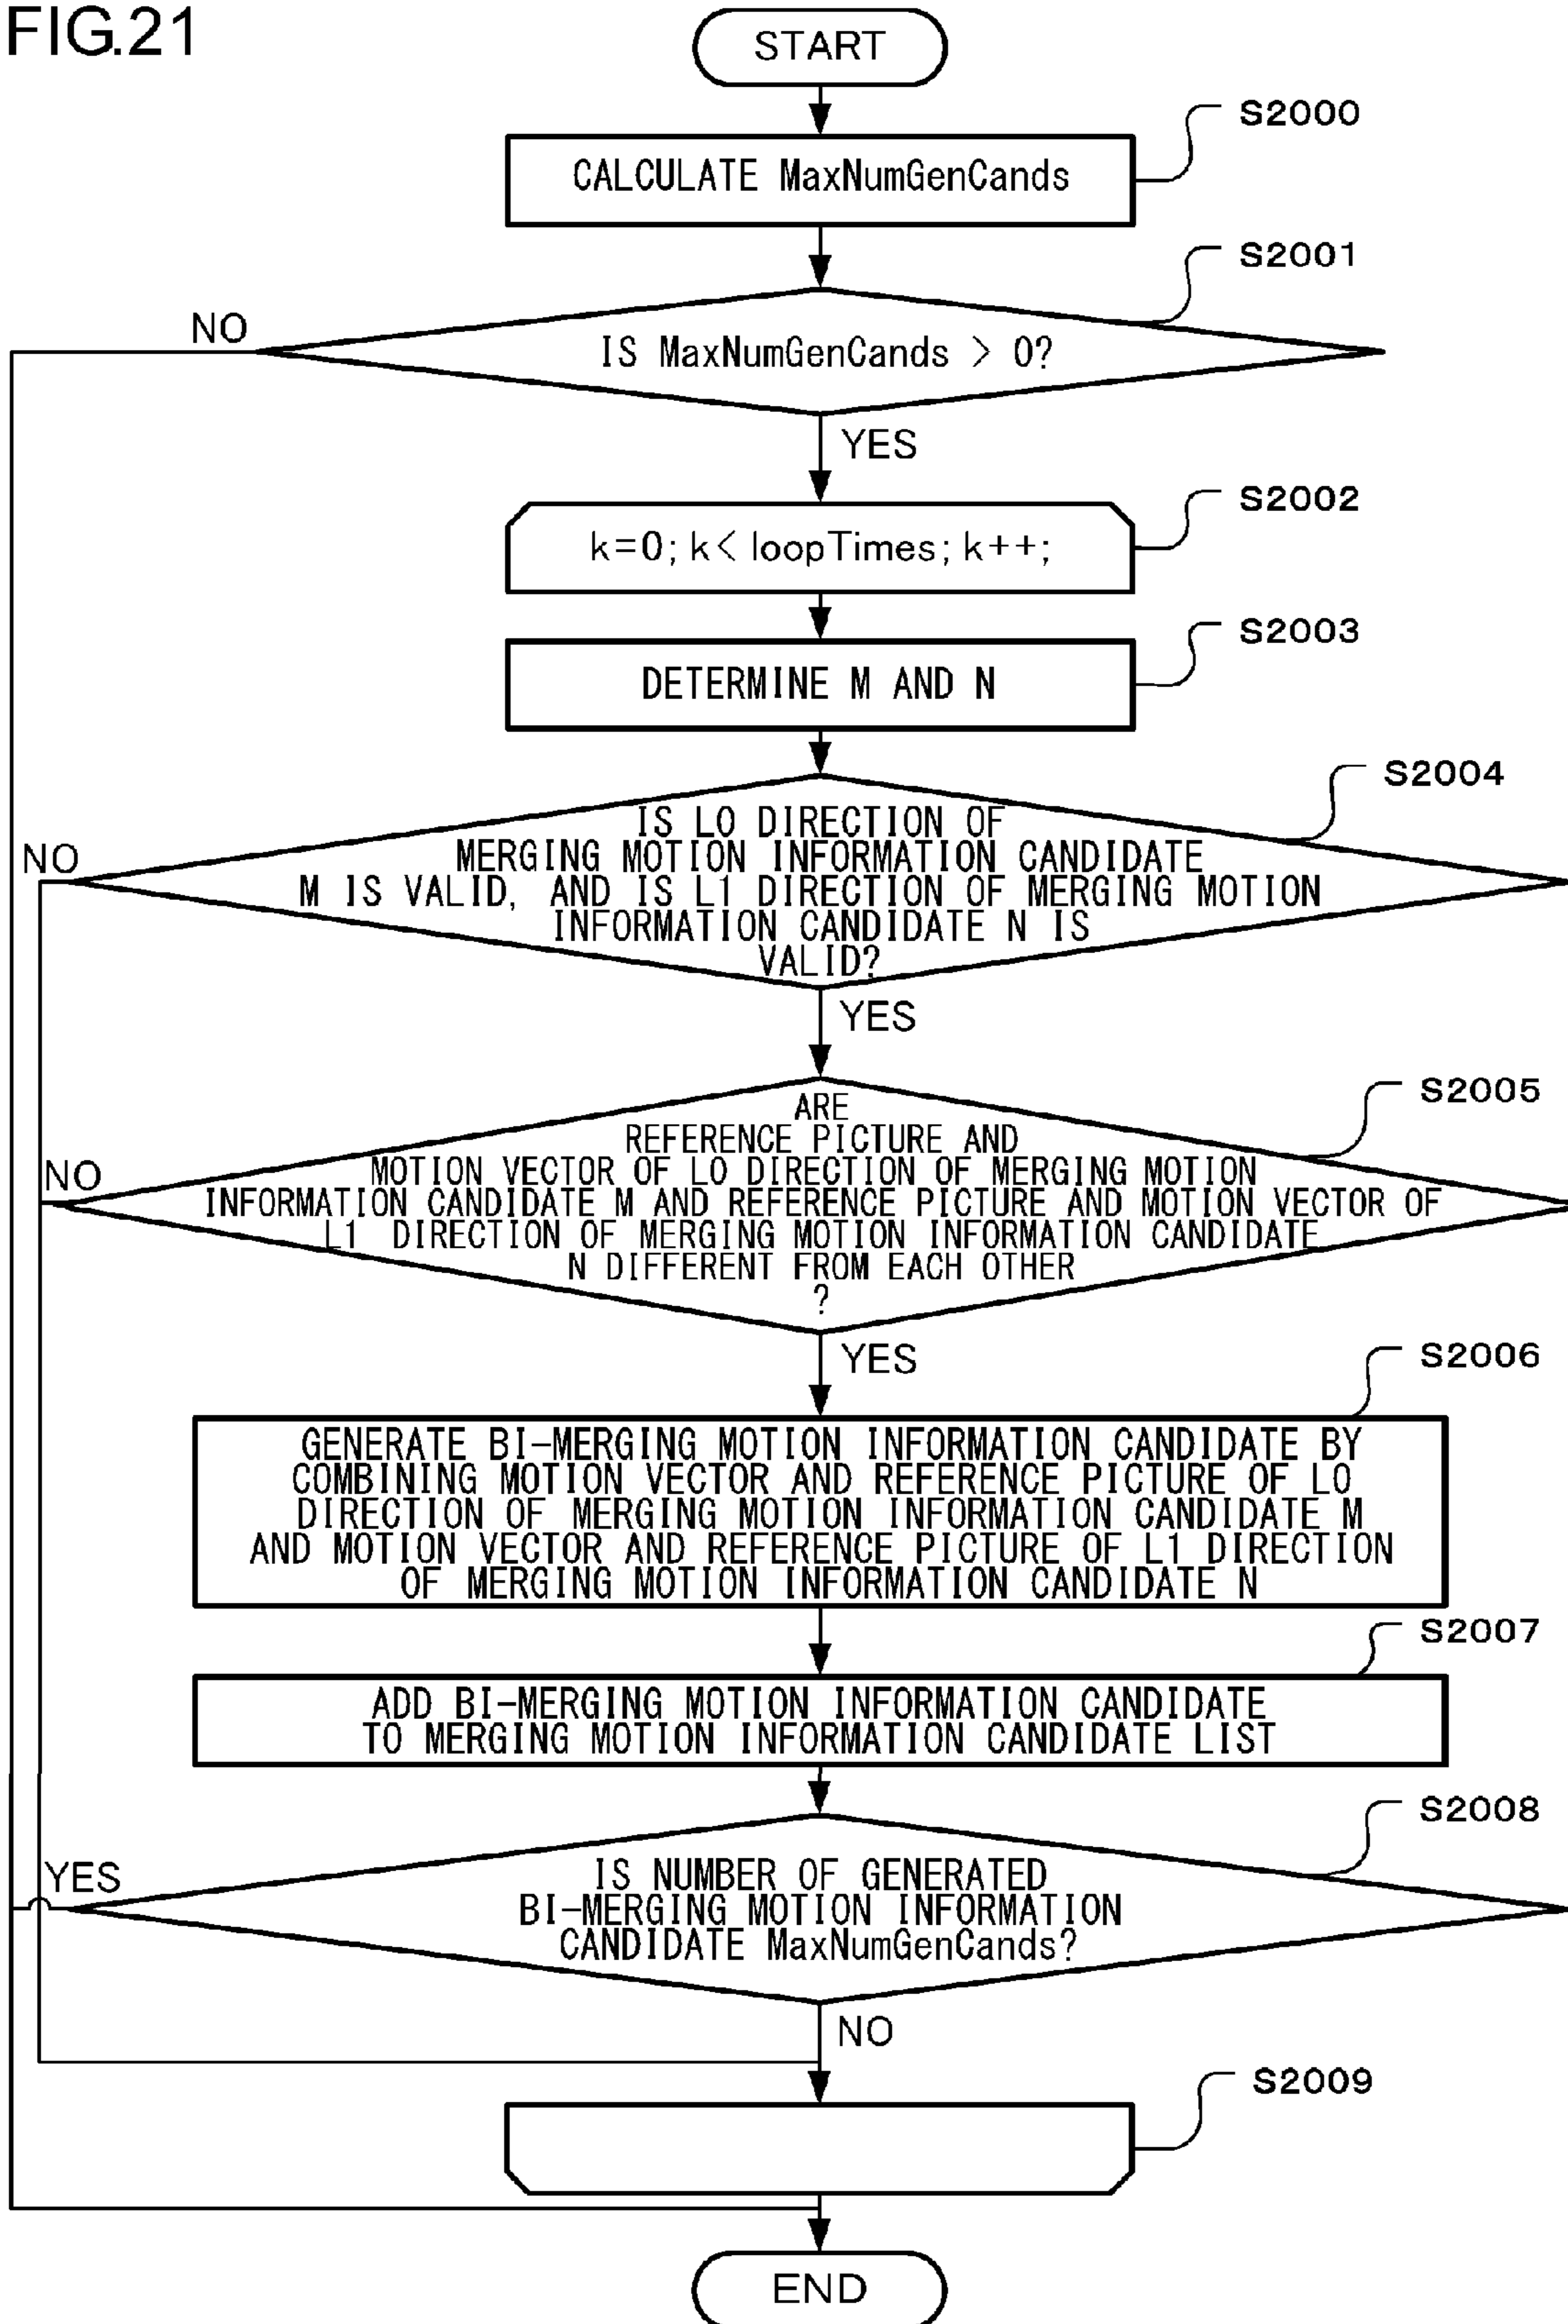 FIG.21
START
S2000
CALCULATE MaxNumGenCands
S2001
NO
IS MaxNumGenCands > 0?
YES
S2002
k=0; k< loopTimes; k++;
S2003
DETERMINE M AND N
S2004
NO
IS L0 DIRECTION OF
MERGING MOTION INFORMATION CANDIDATE
M IS VALID, AND IS L1 DIRECTION OF MERGING MOTION
INFORMATION CANDIDATE N IS
VALID?
YES
S2005
NO
ARE
REFERENCE PICTURE AND
MOTION VECTOR OF L0 DIRECTION OF MERGING MOTION
INFORMATION CANDIDATE M AND REFERENCE PICTURE AND MOTION VECTOR OF
L1 DIRECTION OF MERGING MOTION INFORMATION CANDIDATE
N DIFFERENT FROM EACH OTHER
?
YES
S2006
GENERATE BI-MERGING MOTION INFORMATION CANDIDATE BY
COMBINING MOTION VECTOR AND REFERENCE PICTURE OF L0
DIRECTION OF MERGING MOTION INFORMATION CANDIDATE M
AND MOTION VECTOR AND REFERENCE PICTURE OF L1 DIRECTION
OF MERGING MOTION INFORMATION CANDIDATE N
S2007
ADD BI-MERGING MOTION INFORMATION CANDIDATE
TO MERGING MOTION INFORMATION CANDIDATE LIST
S2008
YES
IS NUMBER OF GENERATED
BI-MERGING MOTION INFORMATION
CANDIDATE MaxNumGenCands?
NO
S2009
END